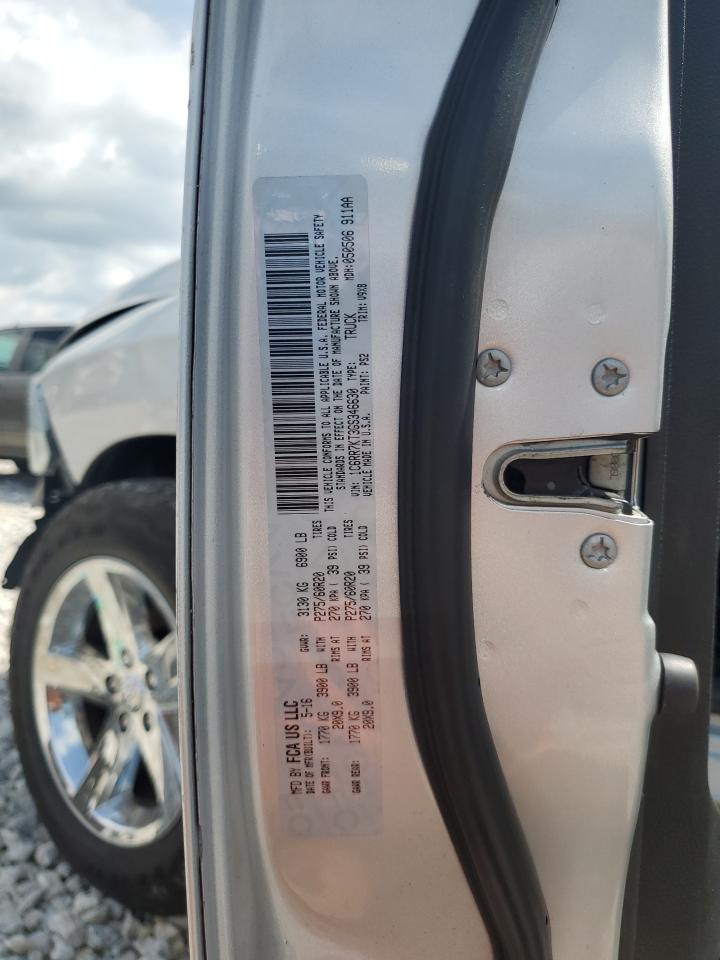 MFD BY FCA US LLC
DATE OF MFR(BUILT): 5-16 GVWR: 3130 KG 6900 LB
GAWR FRONT: 1770 KG 3900 LB WITH P275/60R20 TIRES
20X9.0 RIMS AT 270 KPA ( 39 PSI) COLD
GAWR REAR: 1770 KG 3900 LB WITH P275/60R20 TIRES
20X9.0 RIMS AT 270 KPA ( 39 PSI) COLD
THIS VEHICLE CONFORMS TO ALL APPLICABLE U.S.A. FEDERAL MOTOR VEHICLE SAFETY
STANDARDS IN EFFECT ON THE DATE OF MANUFACTURE SHOWN ABOVE.
VIN: 1C6RR7KT3GS346630 TYPE: TRUCK MDH: 050506 911AA
VEHICLE MADE IN U.S.A. PAINT: PS2 TRIM: V9X8